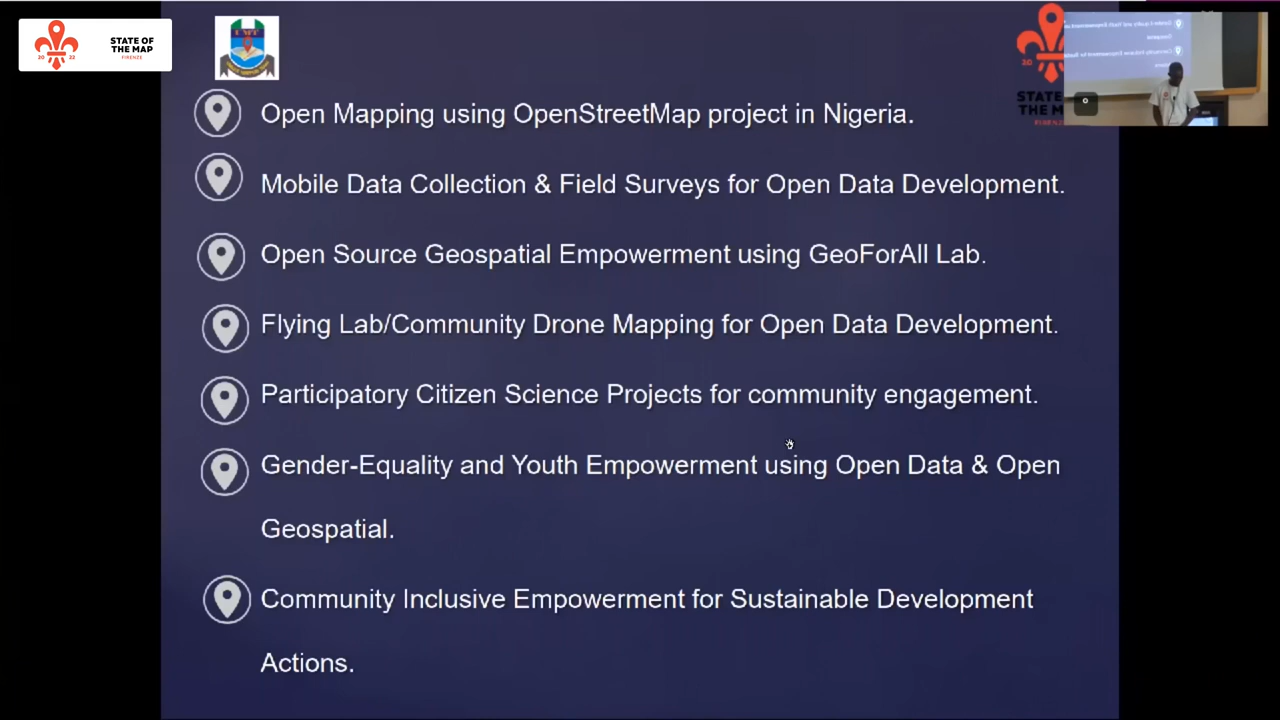 STATE OF
THE MAP
FIRENZE
20 22
Open Mapping using OpenStreetMap project in Nigeria.
Mobile Data Collection & Field Surveys for Open Data Development.
Open Source Geospatial Empowerment using GeoForAll Lab.
Flying Lab/Community Drone Mapping for Open Data Development.
Participatory Citizen Science Projects for community engagement.
Gender-Equality and Youth Empowerment using Open Data & Open
Geospatial.
Community Inclusive Empowerment for Sustainable Development
Actions.